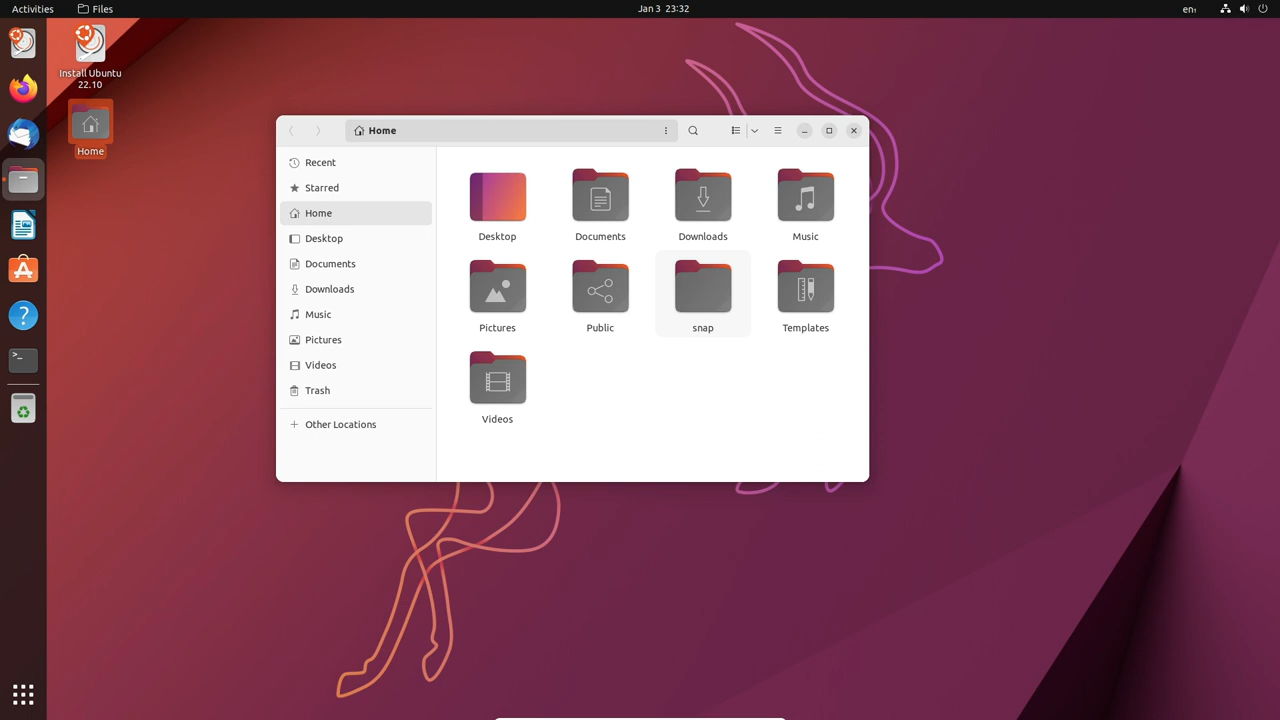 Activities
Files
Jan 3 23:32
en₁
Install Ubuntu
22.10
Home
Home
Recent
Starred
Home
Desktop
Documents
Downloads
Music
Pictures
Videos
Trash
Other Locations
Desktop
Documents
Downloads
Music
Pictures
Public
snap
Templates
Videos